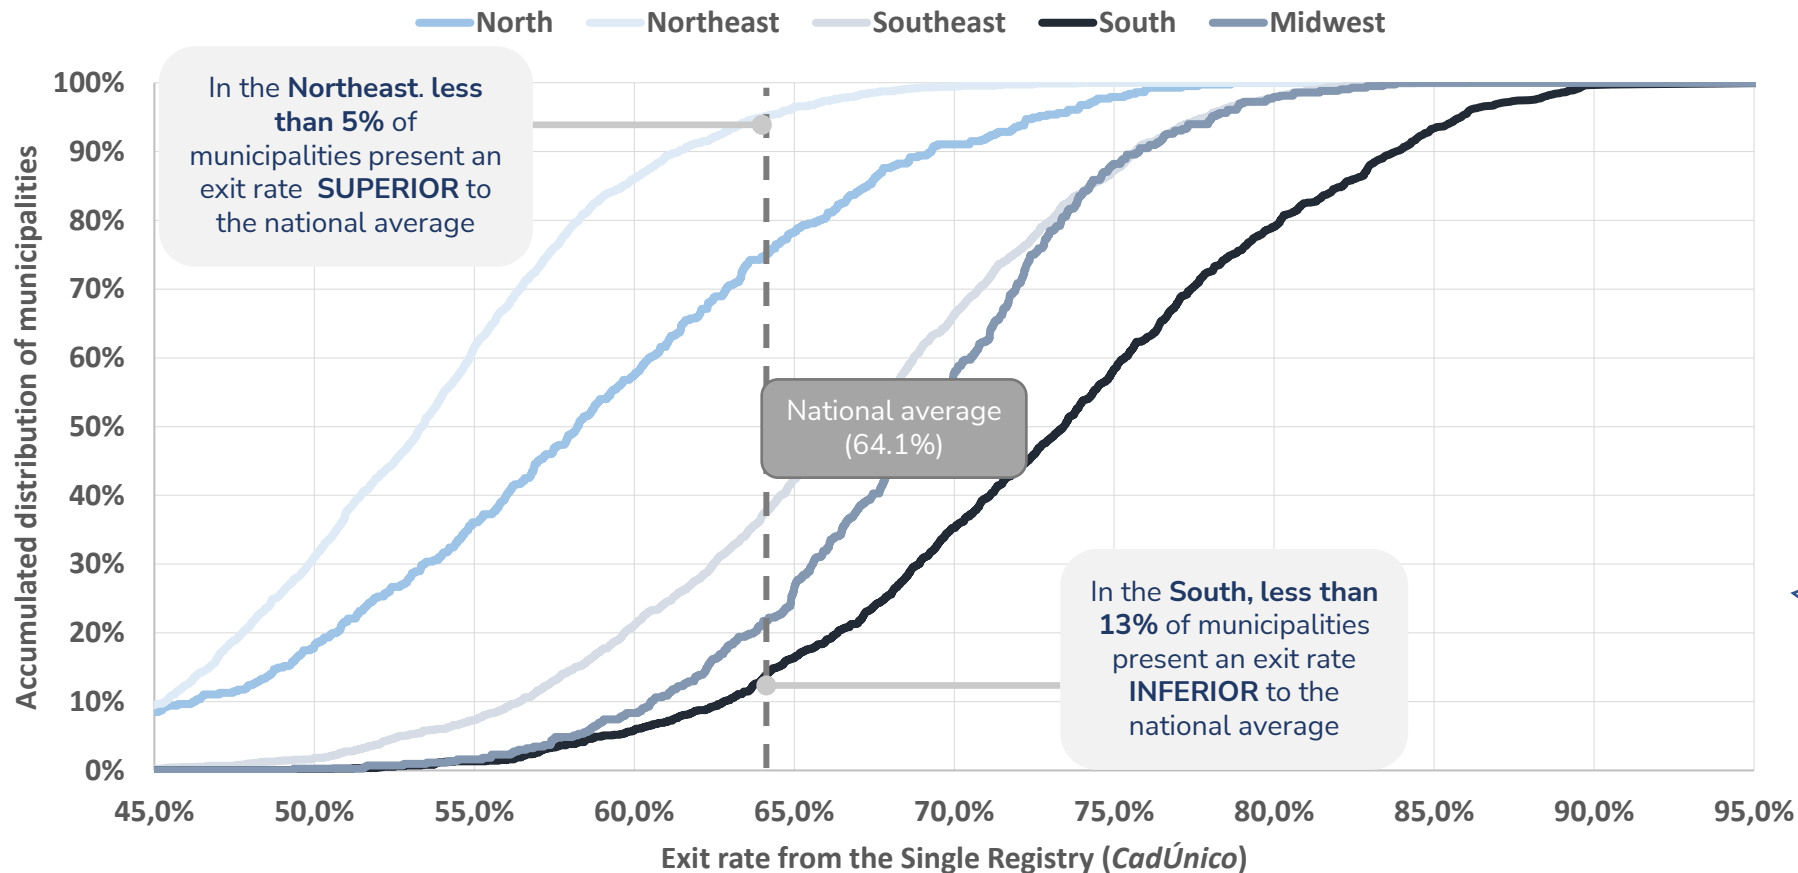 North Northeast Southeast South Midwest
In the Northeast. less
than 5% of
municipalities present an
exit rate SUPERIOR to
the national average
Accumulated distribution of municipalities
100%
90%
80%
70%
60%
50%
40%
30%
20%
10%
0%
National average
(64.1%)
In the South, less than
13% of municipalities
present an exit rate
INFERIOR to the
national average
45,0% 50,0% 55,0% 60,0% 65,0% 70,0% 75,0% 80,0% 85,0% 90,0% 95,0%
Exit rate from the Single Registry (CadÚnico)